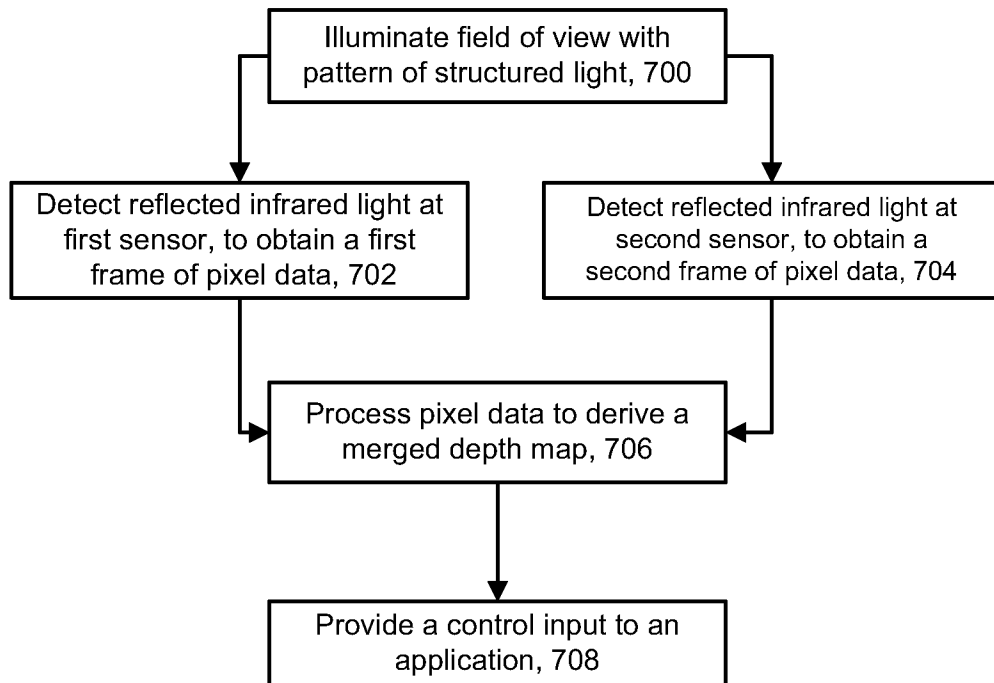 Illuminate field of view with
pattern of structured light, 700
Detect reflected infrared light at
first sensor, to obtain a first
frame of pixel data, 702
Detect reflected infrared light at
second sensor, to obtain a
second frame of pixel data, 704
Process pixel data to derive a
merged depth map, 706
Provide a control input to an
application, 708